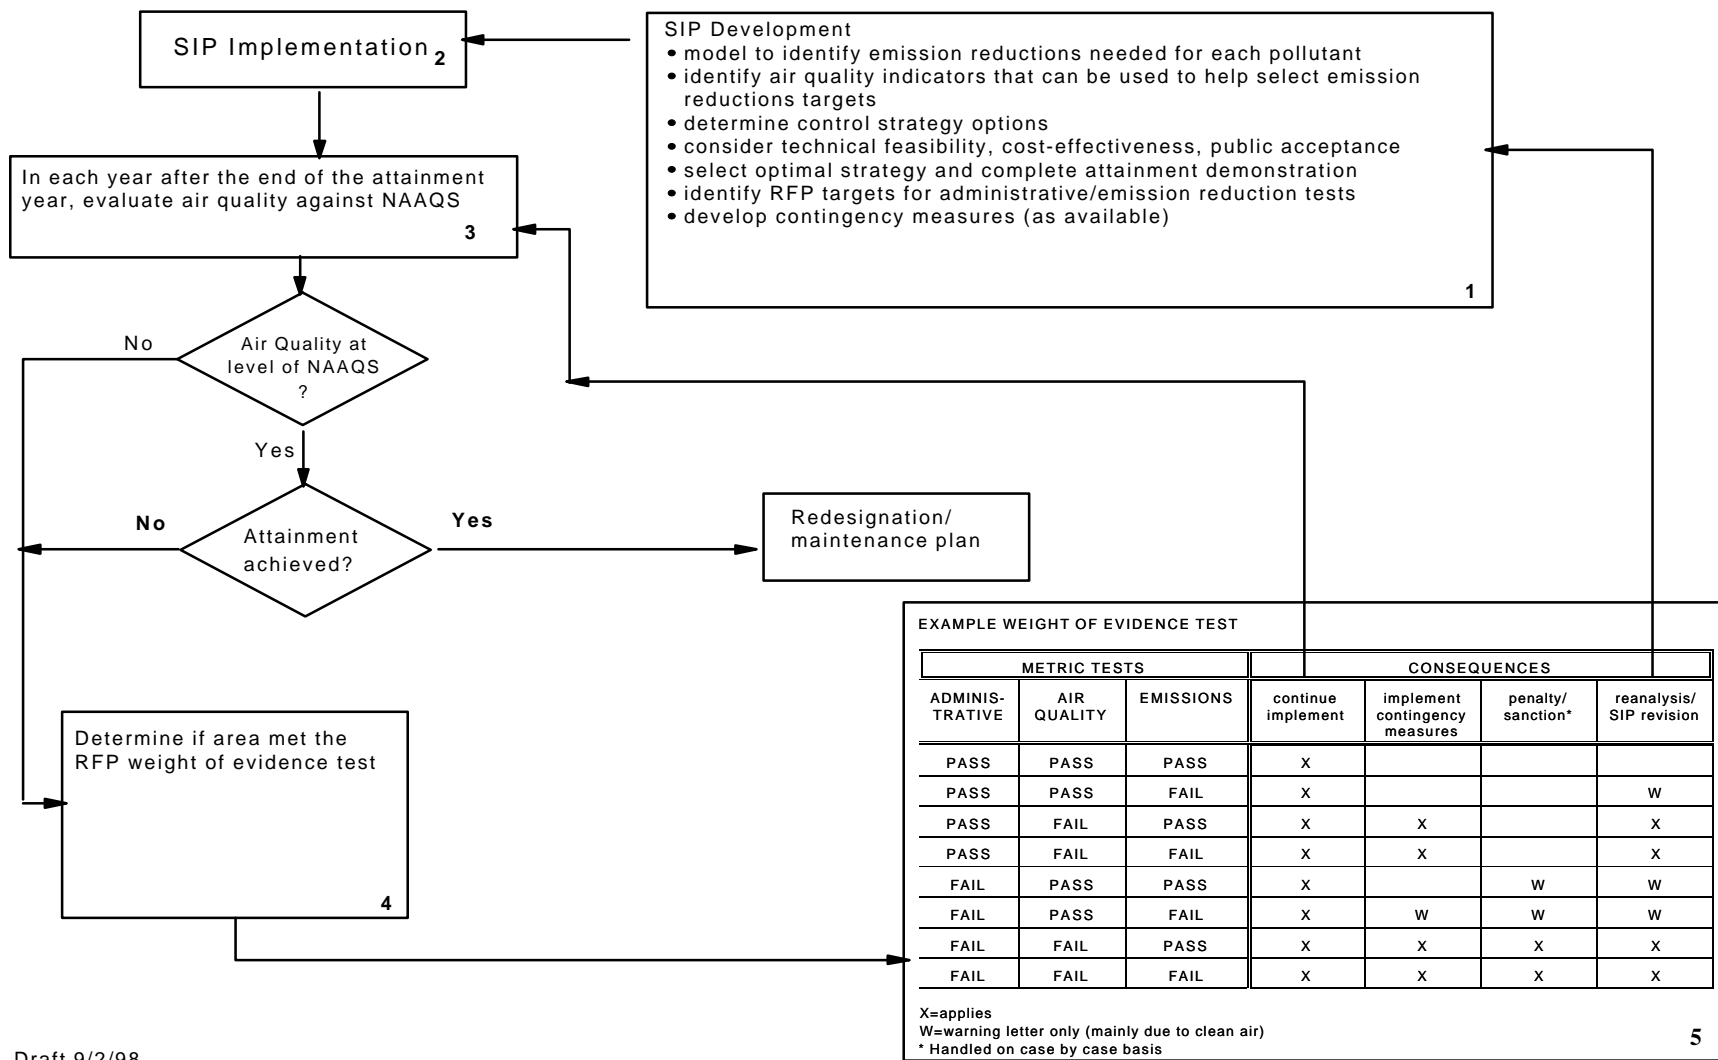 SIP Implementation 2
SIP Development
• model to identify emission reductions needed for each pollutant
• identify air quality indicators that can be used to help select emission
reductions targets
• determine control strategy options
• consider technical feasibility, cost-effectiveness, public acceptance
• select optimal strategy and complete attainment demonstration
• identify RFP targets for administrative/emission reduction tests
• develop contingency measures (as available)
1
In each year after the end of the attainment
year, evaluate air quality against NAAQS
3
No
Air Quality at
level of NAAQS
?
Yes
No
Attainment
achieved?
Yes
Redesignation/
maintenance plan
Determine if area met the
RFP weight of evidence test
4
EXAMPLE WEIGHT OF EVIDENCE TEST
METRIC TESTS CONSEQUENCES
ADMINIS- AIR EMISSIONS continue implement penalty/ reanalysis/
TRATIVE QUALITY implement contingency sanction* SIP revision
measures
PASS PASS PASS X
PASS PASS FAIL X W
PASS FAIL PASS X X X
PASS FAIL FAIL X X X
FAIL PASS PASS X W W
FAIL PASS FAIL X W W W
FAIL FAIL PASS X X X X
FAIL FAIL FAIL X X X X
X=applies
W=warning letter only (mainly due to clean air)
* Handled on case by case basis
5
Draft 9/2/98